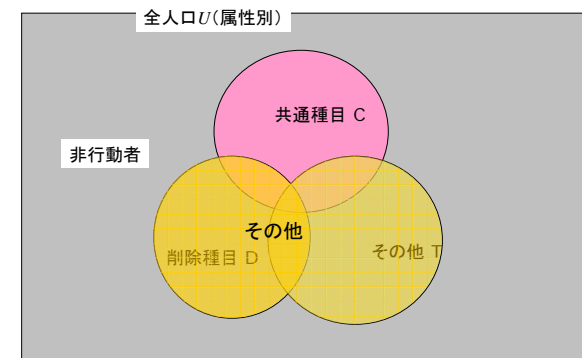 全人口U(属性別)
共通種目 C
非行動者
その他
削除種目 D
その他 T